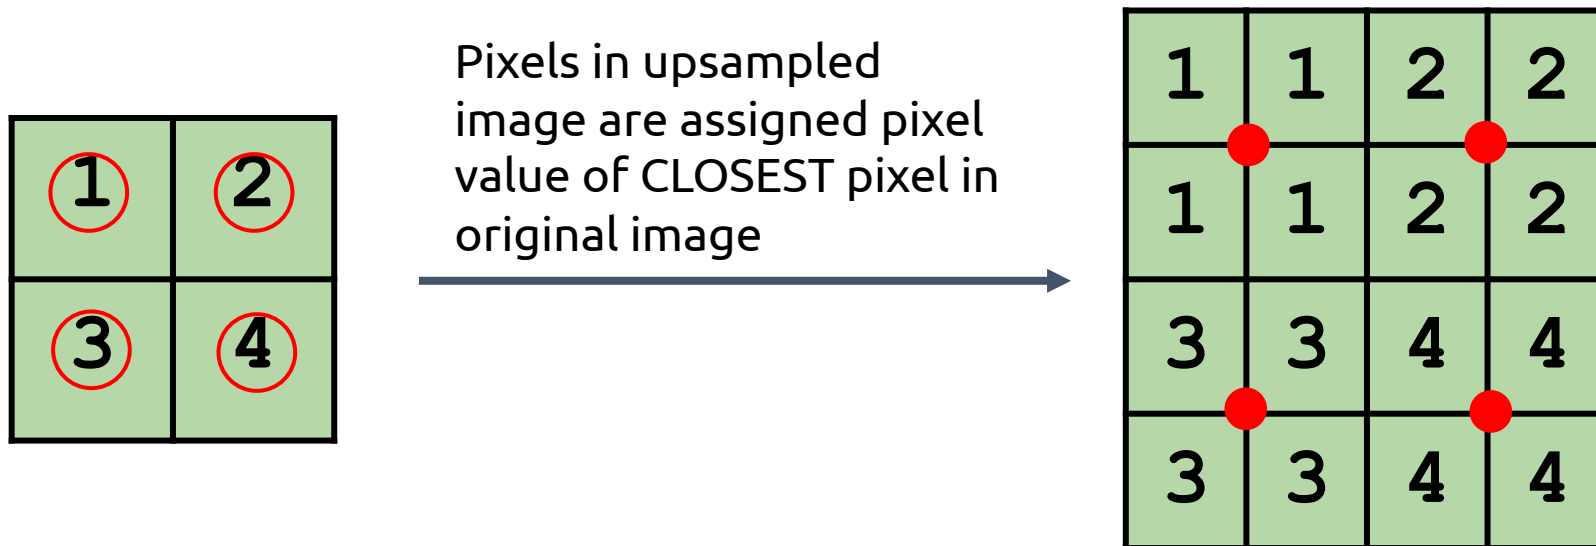 Pixels in upsampled
image are assigned pixel
value of CLOSEST pixel in
original image
1 2
3 4
1 1 2 2
1 1 2 2
3 3 4 4
3 3 4 4